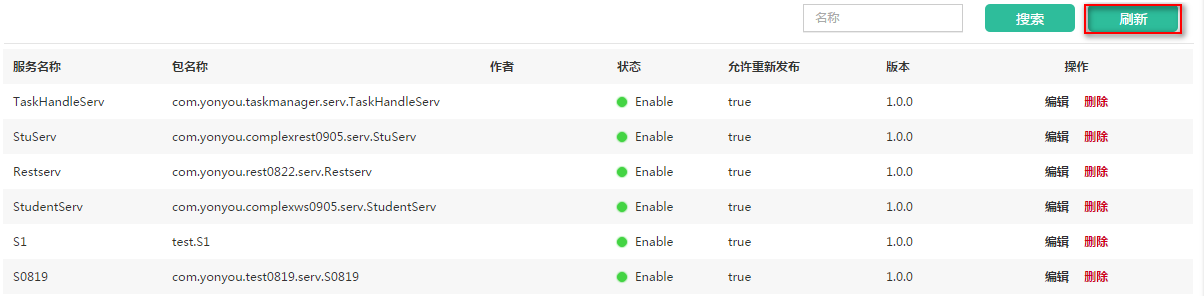 名称 搜索 刷新
服务名称 包名称 作者 状态 允许重新发布 版本 操作
TaskHandleServ com.yonyou.taskmanager.serv.TaskHandleServ Enable true 1.0.0 编辑 删除
StuServ com.yonyou.complexrest0905.serv.StuServ Enable true 1.0.0 编辑 删除
Restserv com.yonyou.rest0822.serv.Restserv Enable true 1.0.0 编辑 删除
StudentServ com.yonyou.complexws0905.serv.StudentServ Enable true 1.0.0 编辑 删除
S1 test.S1 Enable true 1.0.0 编辑 删除
S0819 com.yonyou.test0819.serv.S0819 Enable true 1.0.0 编辑 删除